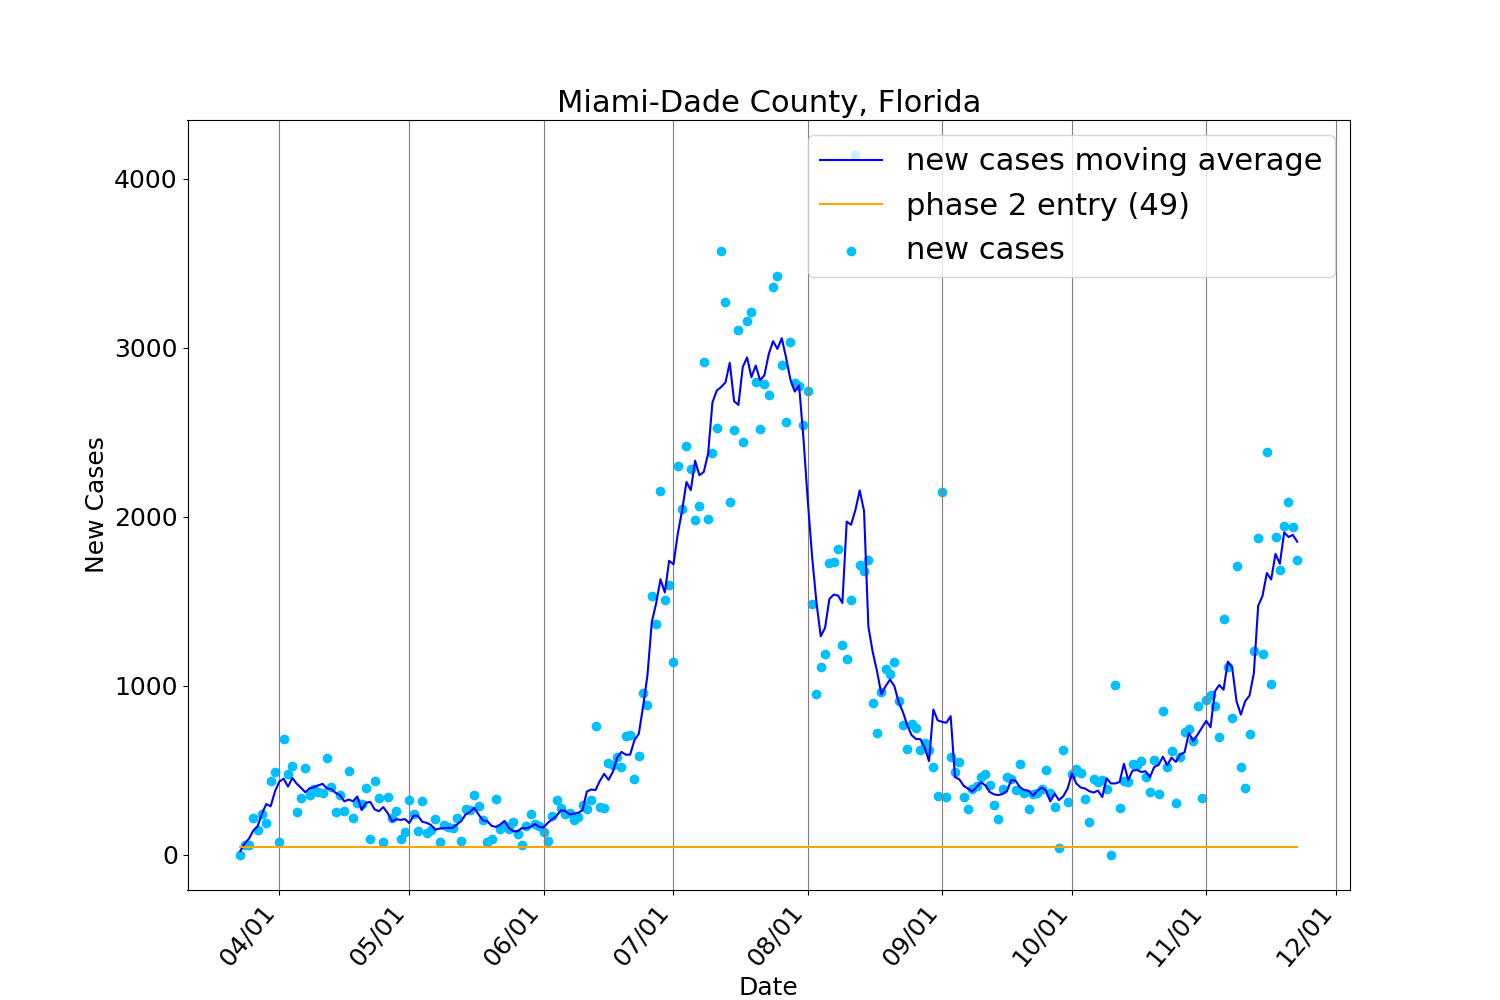 Miami-Dade County, Florida
new cases moving average
phase 2 entry (49)
new cases
4000
3000
2000
1000
0
New Cases
04/01
05/01
06/01
07/01
08/01
09/01
10/01
11/01
12/01
Date